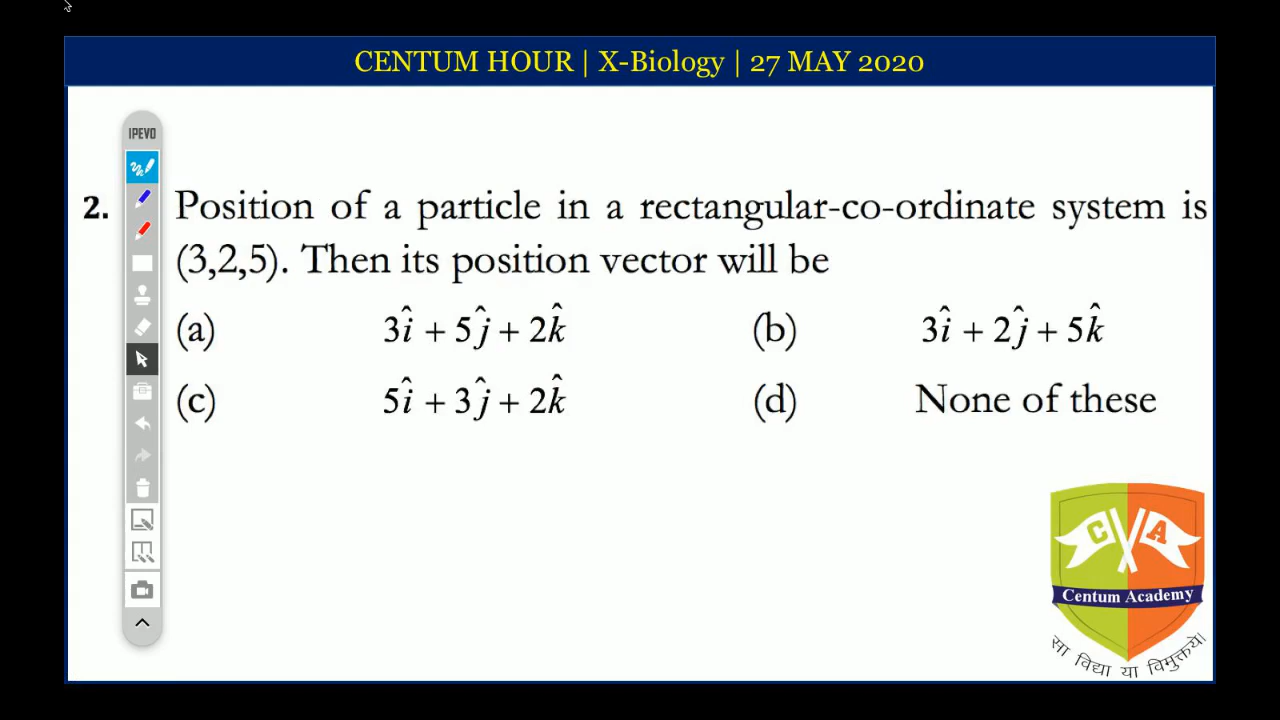 CENTUM HOUR | X-Biology | 27 MAY 2020
IPEVO
2. Position of a particle in a rectangular-co-ordinate system is
(3,2,5). Then its position vector will be
(a) 3î + 5ĵ + 2k̂ (b) 3î + 2ĵ + 5k̂
(c) 5î + 3ĵ + 2k̂ (d) None of these
C A
Centum Academy
सा विद्या या विमुक्तये।